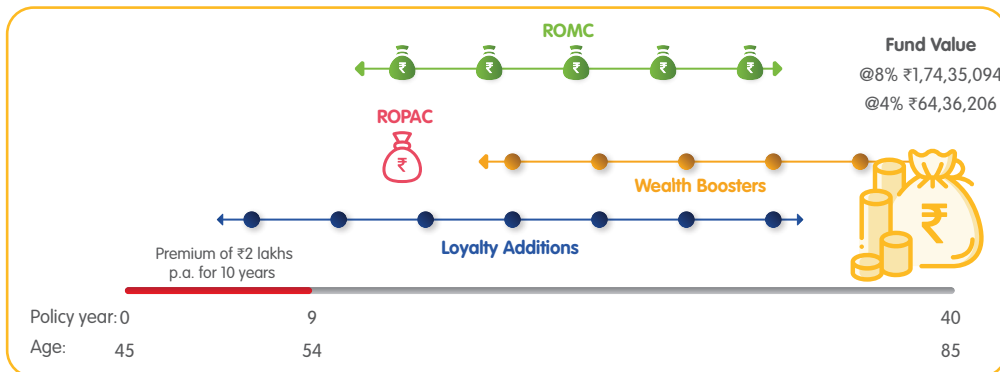 ROMC
Fund Value
@8% ₹1,74,35,094
@4% ₹64,36,206
₹ ₹ ₹ ₹ ₹
ROPAC
₹
Wealth Boosters
₹
Loyalty Additions
Premium of ₹2 lakhs
p.a. for 10 years
Policy year: 0 9 40
Age: 45 54 85